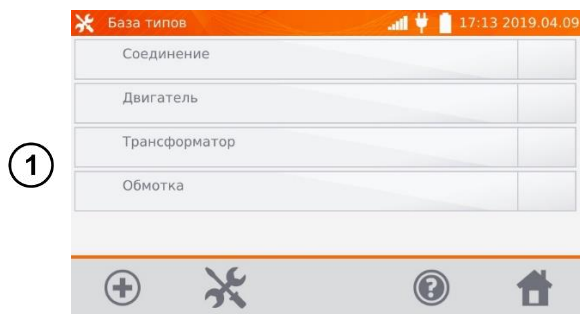 База типов 17:13 2019.04.09
Соединение
Двигатель
Трансформатор
1
Обмотка